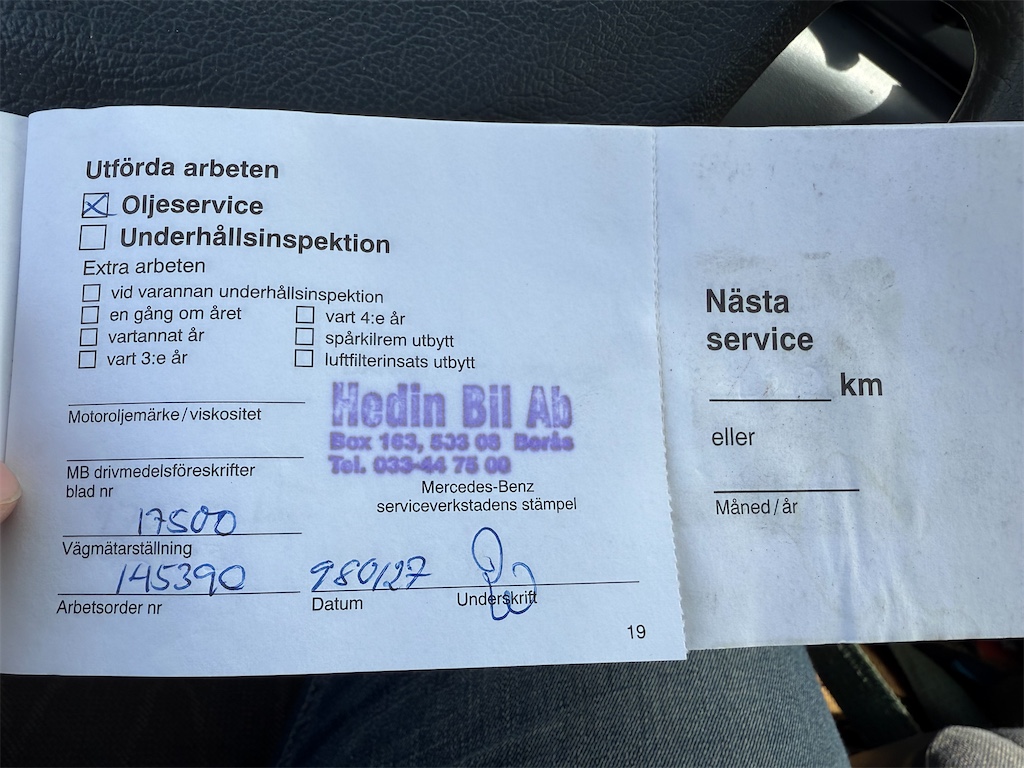 Utförda arbeten
Oljeservice
Underhållsinspektion
Extra arbeten
vid varannan underhållsinspektion
en gång om året
vart 4:e år
vartannat år
spårkilrem utbytt
vart 3:e år
luftfilterinsats utbytt
Hedin Bil Ab
Box 163, 503 08 Borås
Tel. 033-44 75 00
Motoroljemärke/viskositet
MB drivmedelsföreskrifter
blad nr
Mercedes-Benz
serviceverkstadens stämpel
17500
Vägmätarställning
145390
980127
Arbetsorder nr
Datum
Underskrift
19
Nästa
service
km
eller
Måned/år